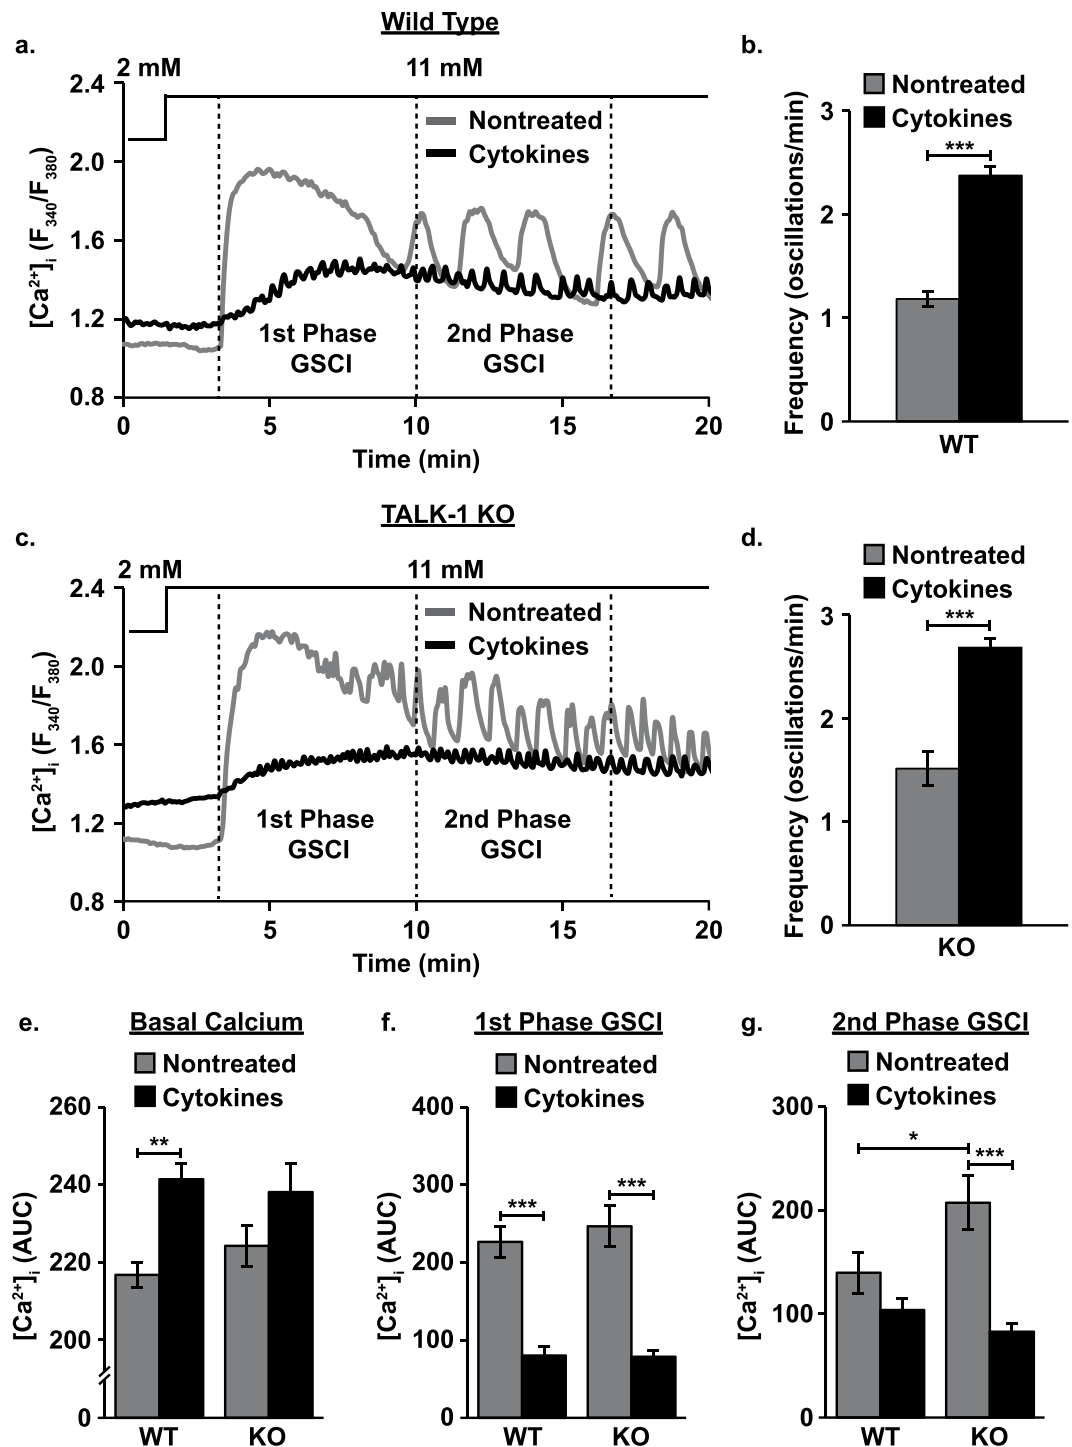 Wild Type
a.
2 mM
11 mM
2.4
2.0
1.6
1.2
0.8
[Ca²⁺]ᵢ (F₃₄₀/F₃₈₀)
Nontreated
Cytokines
1st Phase
GSCI
2nd Phase
GSCI
0 5 10 15 20
Time (min)
b.
Nontreated
Cytokines
***
3
2
1
0
Frequency (oscillations/min)
WT
TALK-1 KO
c.
2 mM
11 mM
2.4
2.0
1.6
1.2
0.8
[Ca²⁺]ᵢ (F₃₄₀/F₃₈₀)
Nontreated
Cytokines
1st Phase
GSCI
2nd Phase
GSCI
0 5 10 15 20
Time (min)
d.
Nontreated
Cytokines
***
3
2
1
0
Frequency (oscillations/min)
KO
e.
Basal Calcium
Nontreated
Cytokines
260
240
220
200
0
[Ca²⁺]ᵢ (AUC)
**
WT KO
f.
1st Phase GSCI
Nontreated
Cytokines
400
300
200
100
0
[Ca²⁺]ᵢ (AUC)
***
***
WT KO
g.
2nd Phase GSCI
Nontreated
Cytokines
300
200
100
0
[Ca²⁺]ᵢ (AUC)
*
***
WT KO